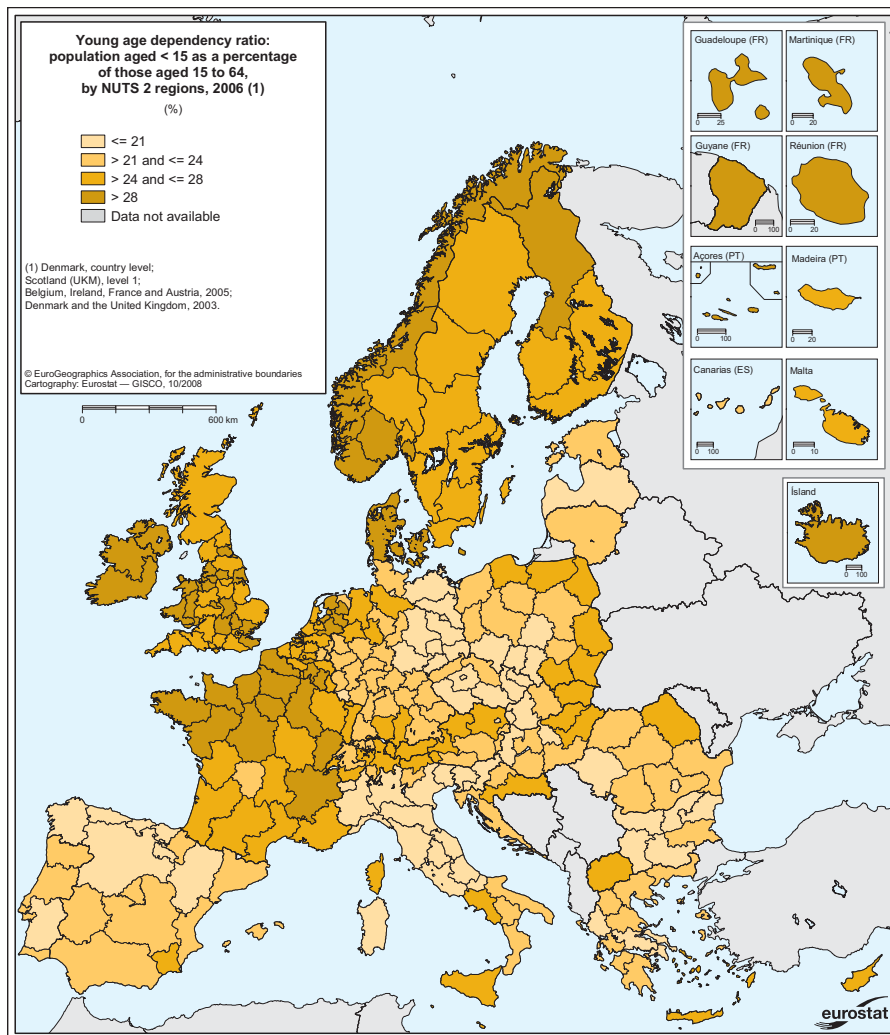 Young age dependency ratio:
population aged < 15 as a percentage
of those aged 15 to 64,
by NUTS 2 regions, 2006 (1)
(%)
<= 21
> 21 and <= 24
> 24 and <= 28
> 28
Data not available
(1) Denmark, country level;
Scotland (UKM), level 1;
Belgium, Ireland, France and Austria, 2005;
Denmark and the United Kingdom, 2003.
© EuroGeographics Association, for the administrative boundaries
Cartography: Eurostat — GISCO, 10/2008
0 600 km
Guadeloupe (FR)
0 25
Martinique (FR)
0 20
Guyane (FR)
0 100
Réunion (FR)
0 20
Açores (PT)
0 100
Madeira (PT)
0 20
Canarias (ES)
0 100
Malta
0 10
Ísland
0 100
eurostat